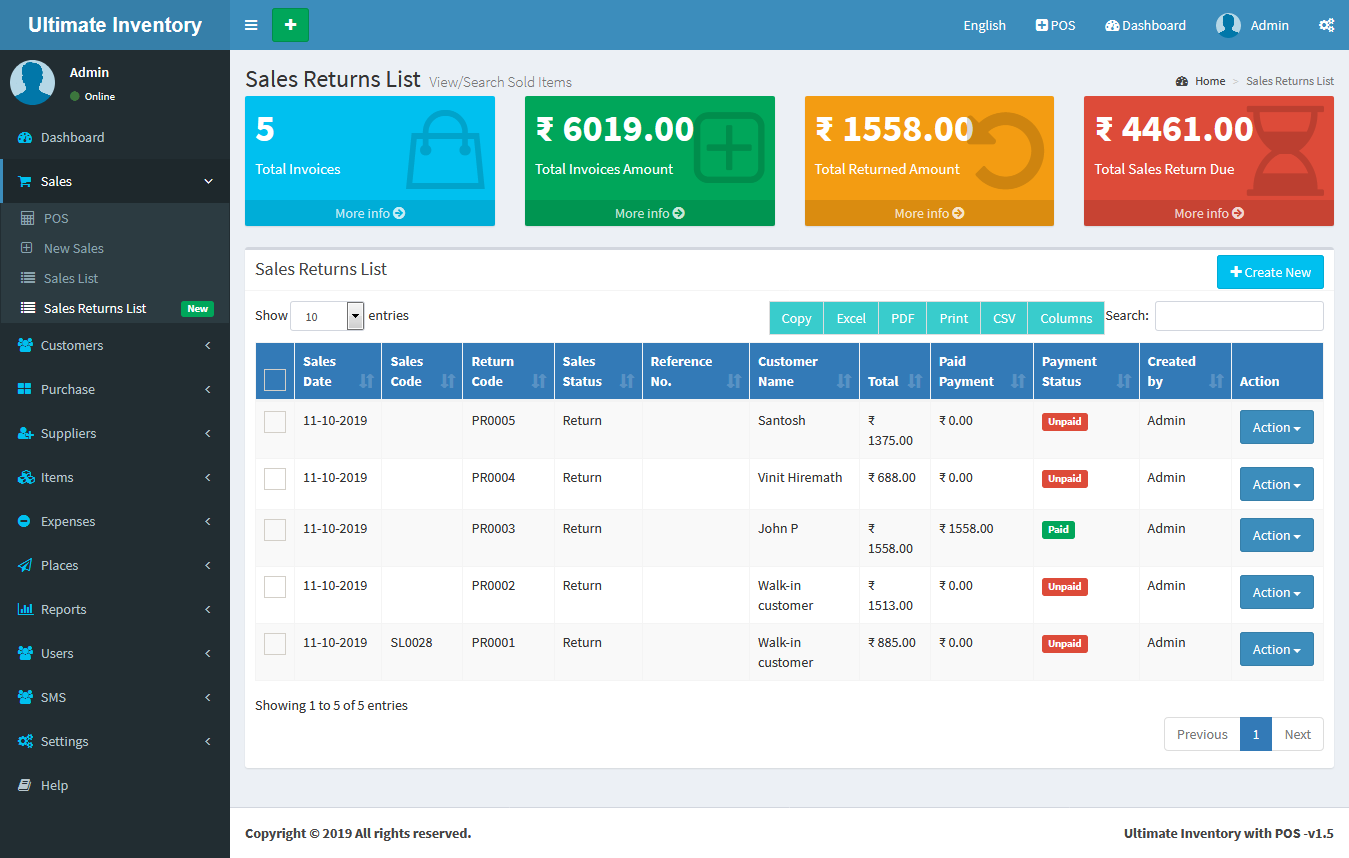 Ultimate Inventory
English POS Dashboard Admin
Admin
Online
Dashboard
Sales
POS
New Sales
Sales List
Sales Returns List New
Customers
Purchase
Suppliers
Items
Expenses
Places
Reports
Users
SMS
Settings
Help
Sales Returns List View/Search Sold Items
Home > Sales Returns List
5
Total Invoices
More info
₹ 6019.00
Total Invoices Amount
More info
₹ 1558.00
Total Returned Amount
More info
₹ 4461.00
Total Sales Return Due
More info
Sales Returns List
Create New
Show 10 entries
Copy Excel PDF Print CSV Columns Search:
Sales Sales Return Sales Reference Customer Paid Payment Created
Date Code Code Status No. Name Total Payment Status by Action
11-10-2019 PR0005 Return Santosh ₹ ₹ 0.00 Unpaid Admin Action
1375.00
11-10-2019 PR0004 Return Vinit Hiremath ₹ 688.00 ₹ 0.00 Unpaid Admin Action
11-10-2019 PR0003 Return John P ₹ ₹ 1558.00 Paid Admin Action
1558.00
11-10-2019 PR0002 Return Walk-in ₹ ₹ 0.00 Unpaid Admin Action
customer 1513.00
11-10-2019 SL0028 PR0001 Return Walk-in ₹ 885.00 ₹ 0.00 Unpaid Admin Action
customer
Showing 1 to 5 of 5 entries
Previous 1 Next
Copyright © 2019 All rights reserved.
Ultimate Inventory with POS -v1.5